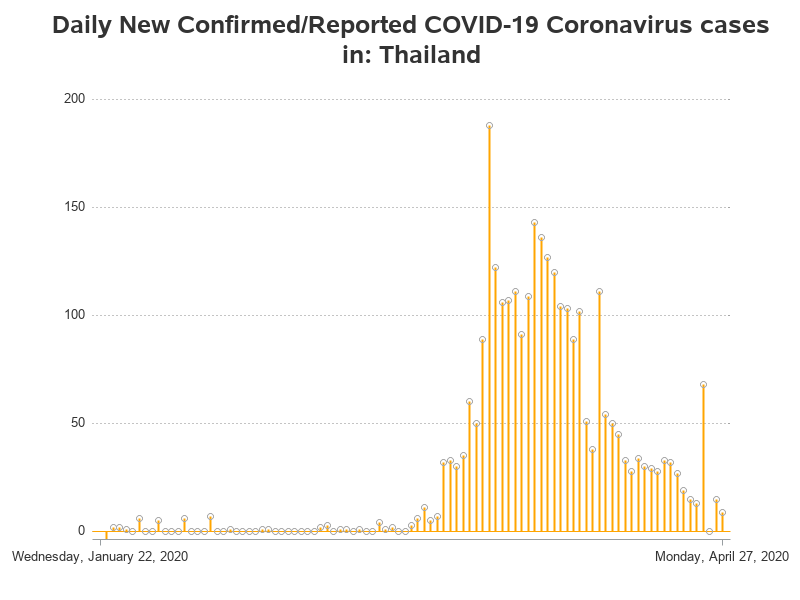 Daily New Confirmed/Reported COVID-19 Coronavirus cases
in: Thailand
200
150
100
50
0
Wednesday, January 22, 2020
Monday, April 27, 2020